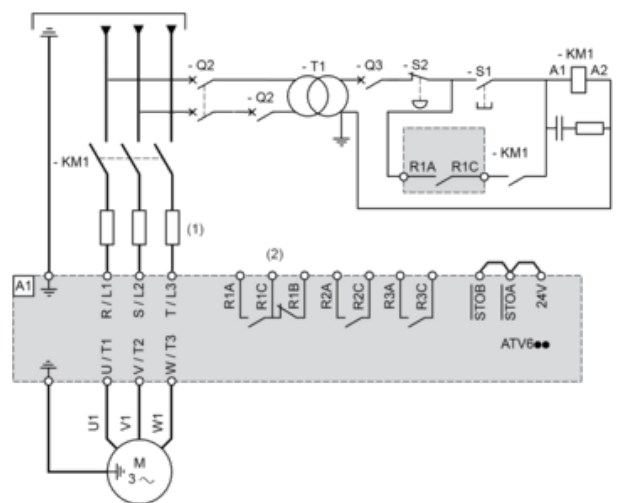 - Q2
- T1
- Q3
- S2
- S1
- KM1
A1
A2
- Q2
- KM1
R1A
R1C
- KM1
(1)
(2)
A1
R / L1
S / L2
T / L3
R1A
R1C
R1B
R2A
R2C
R3A
R3C
STOB
STOA
24V
U / T1
V / T2
W / T3
ATV6●●
U1
V1
W1
M
3 ~